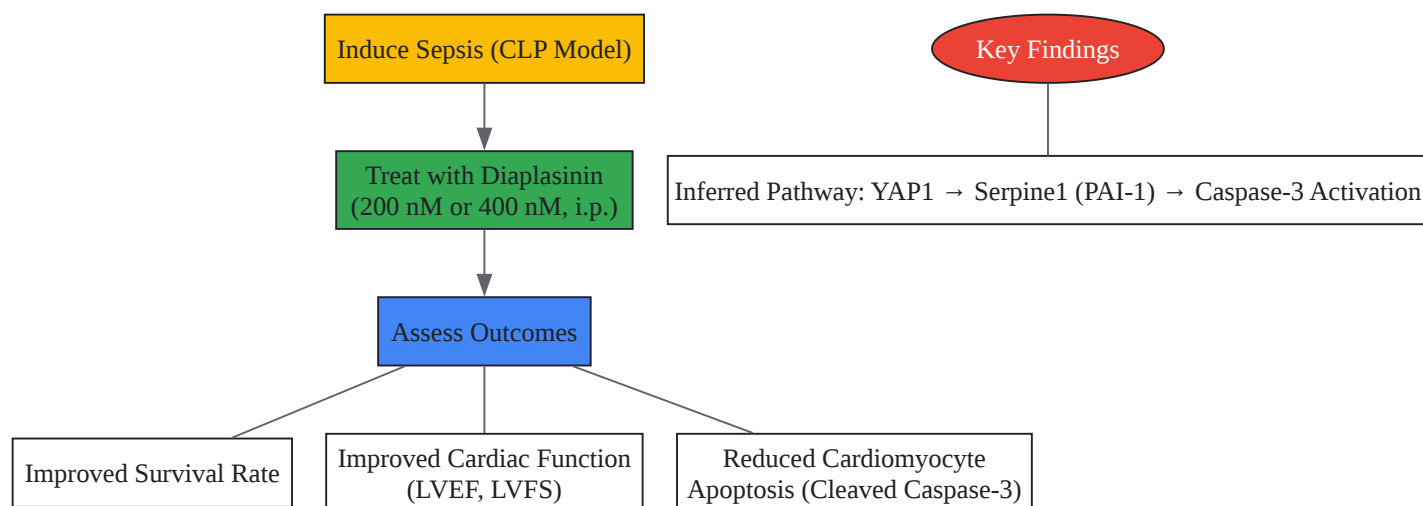 Induce Sepsis (CLP Model)
Key Findings
Treat with Diaplasinin
(200 nM or 400 nM, i.p.)
Inferred Pathway: YAP1 → Serpine1 (PAI-1) → Caspase-3 Activation
Assess Outcomes
Improved Survival Rate
Improved Cardiac Function
(LVEF, LVFS)
Reduced Cardiomyocyte
Apoptosis (Cleaved Caspase-3)